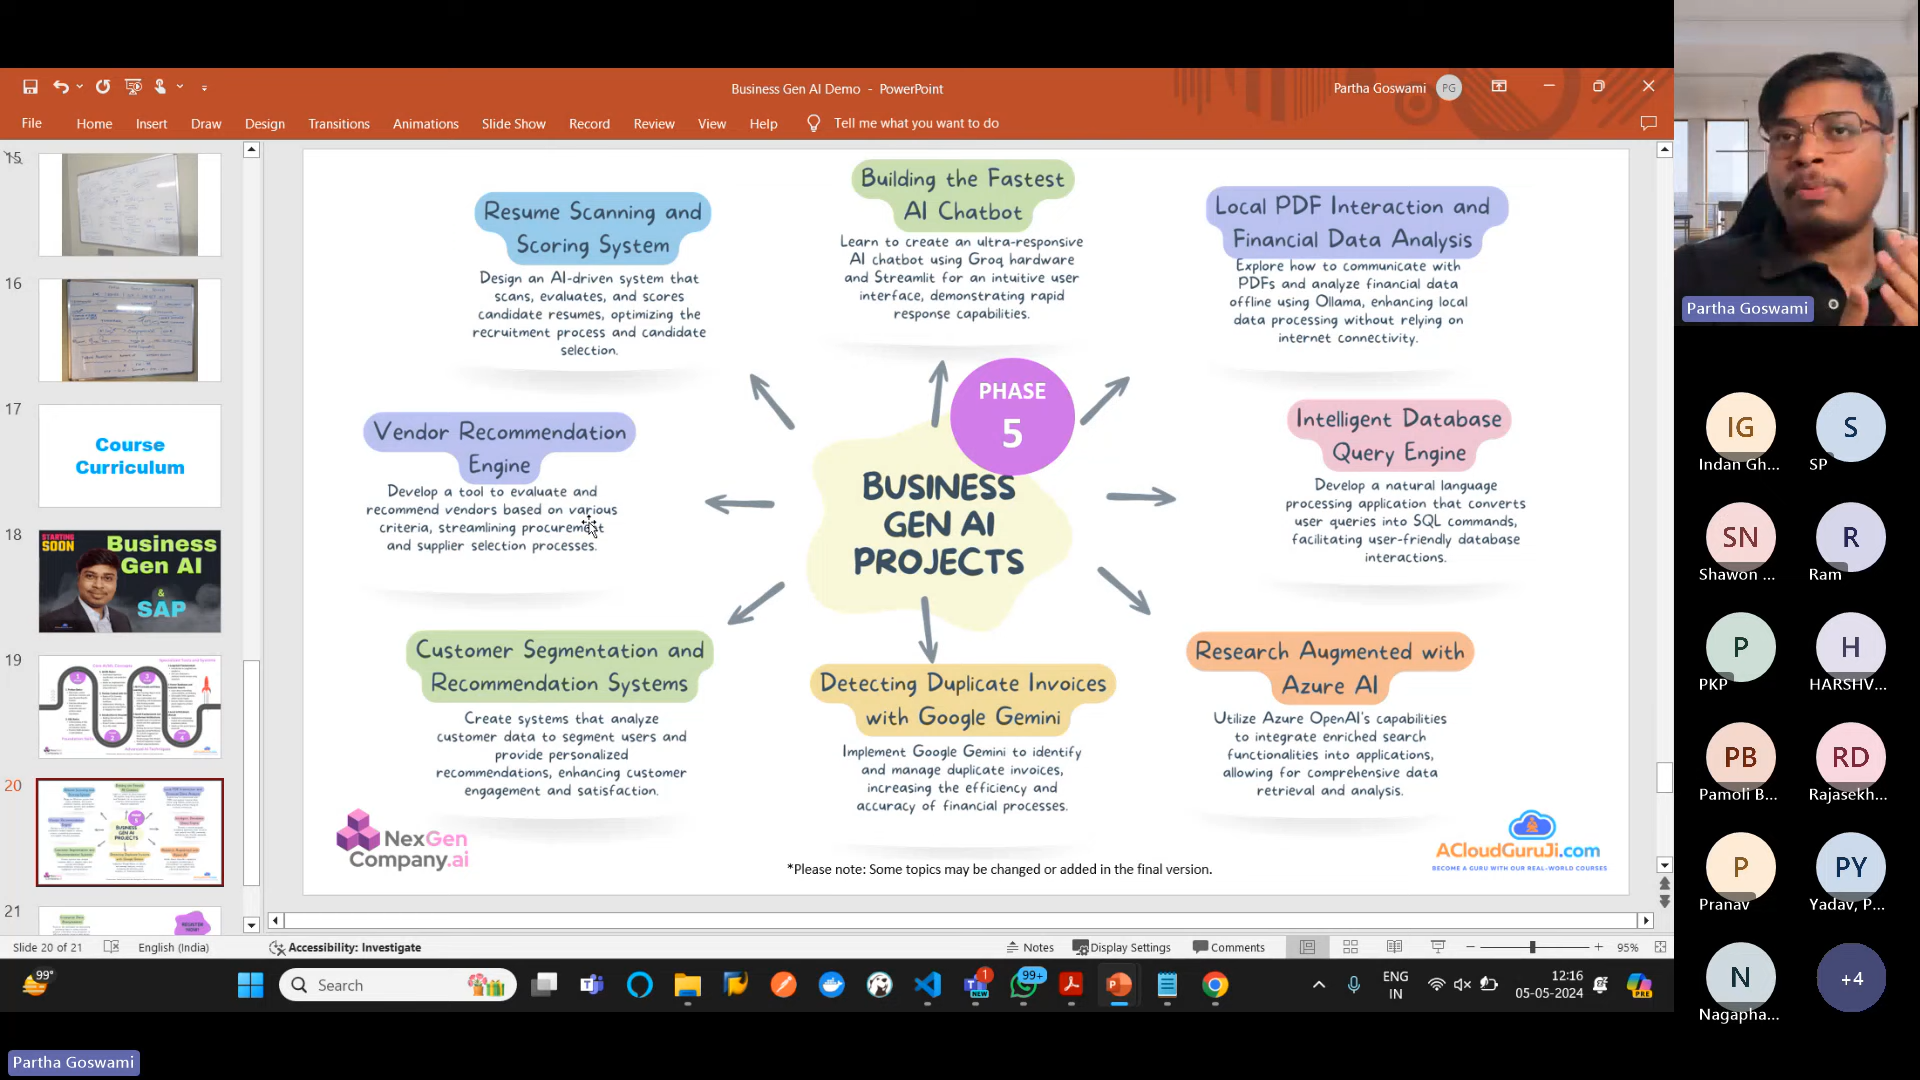 Business Gen AI Demo - PowerPoint
Partha Goswami
PG
File
Home
Insert
Draw
Design
Transitions
Animations
Slide Show
Record
Review
View
Help
Tell me what you want to do
15
16
17
Course
Curriculum
18
STARTING
SOON
Business
Gen AI
&
SAP
19
20
21
Resume Scanning and
Scoring System
Design an AI-driven system that
scans, evaluates, and scores
candidate resumes, optimizing the
recruitment process and candidate
selection.
Building the Fastest
AI Chatbot
Learn to create an ultra-responsive
AI chatbot using Groq hardware
and Streamlit for an intuitive user
interface, demonstrating rapid
response capabilities.
Local PDF Interaction and
Financial Data Analysis
Explore how to communicate with
PDFs and analyze financial data
offline using Ollama, enhancing local
data processing without relying on
internet connectivity.
Vendor Recommendation
Engine
Develop a tool to evaluate and
recommend vendors based on various
criteria, streamlining procurement
and supplier selection processes.
PHASE
5
BUSINESS
GEN AI
PROJECTS
Intelligent Database
Query Engine
Develop a natural language
processing application that converts
user queries into SQL commands,
facilitating user-friendly database
interactions.
Customer Segmentation and
Recommendation Systems
Create systems that analyze
customer data to segment users and
provide personalized
recommendations, enhancing customer
engagement and satisfaction.
Detecting Duplicate Invoices
with Google Gemini
Implement Google Gemini to identify
and manage duplicate invoices,
increasing the efficiency and
accuracy of financial processes.
Research Augmented with
Azure AI
Utilize Azure OpenAI's capabilities
to integrate enriched search
functionalities into applications,
allowing for comprehensive data
retrieval and analysis.
NexGen
Company.ai
*Please note: Some topics may be changed or added in the final version.
ACloudGuruJi.com
BECOME A GURU WITH OUR REAL-WORLD COURSES
Slide 20 of 21
English (India)
Accessibility: Investigate
Notes
Display Settings
Comments
95%
99°
Search
1
NEW
99+
ENG
IN
12:16
05-05-2024
PRE
Partha Goswami
Partha Goswami
IG
Indan Gh...
S
SP
SN
Shawon ...
R
Ram
P
PKP
H
HARSHV...
PB
Pamoli B...
RD
Rajasekh...
P
Pranav
PY
Yadav, P...
N
Nagapha...
+4